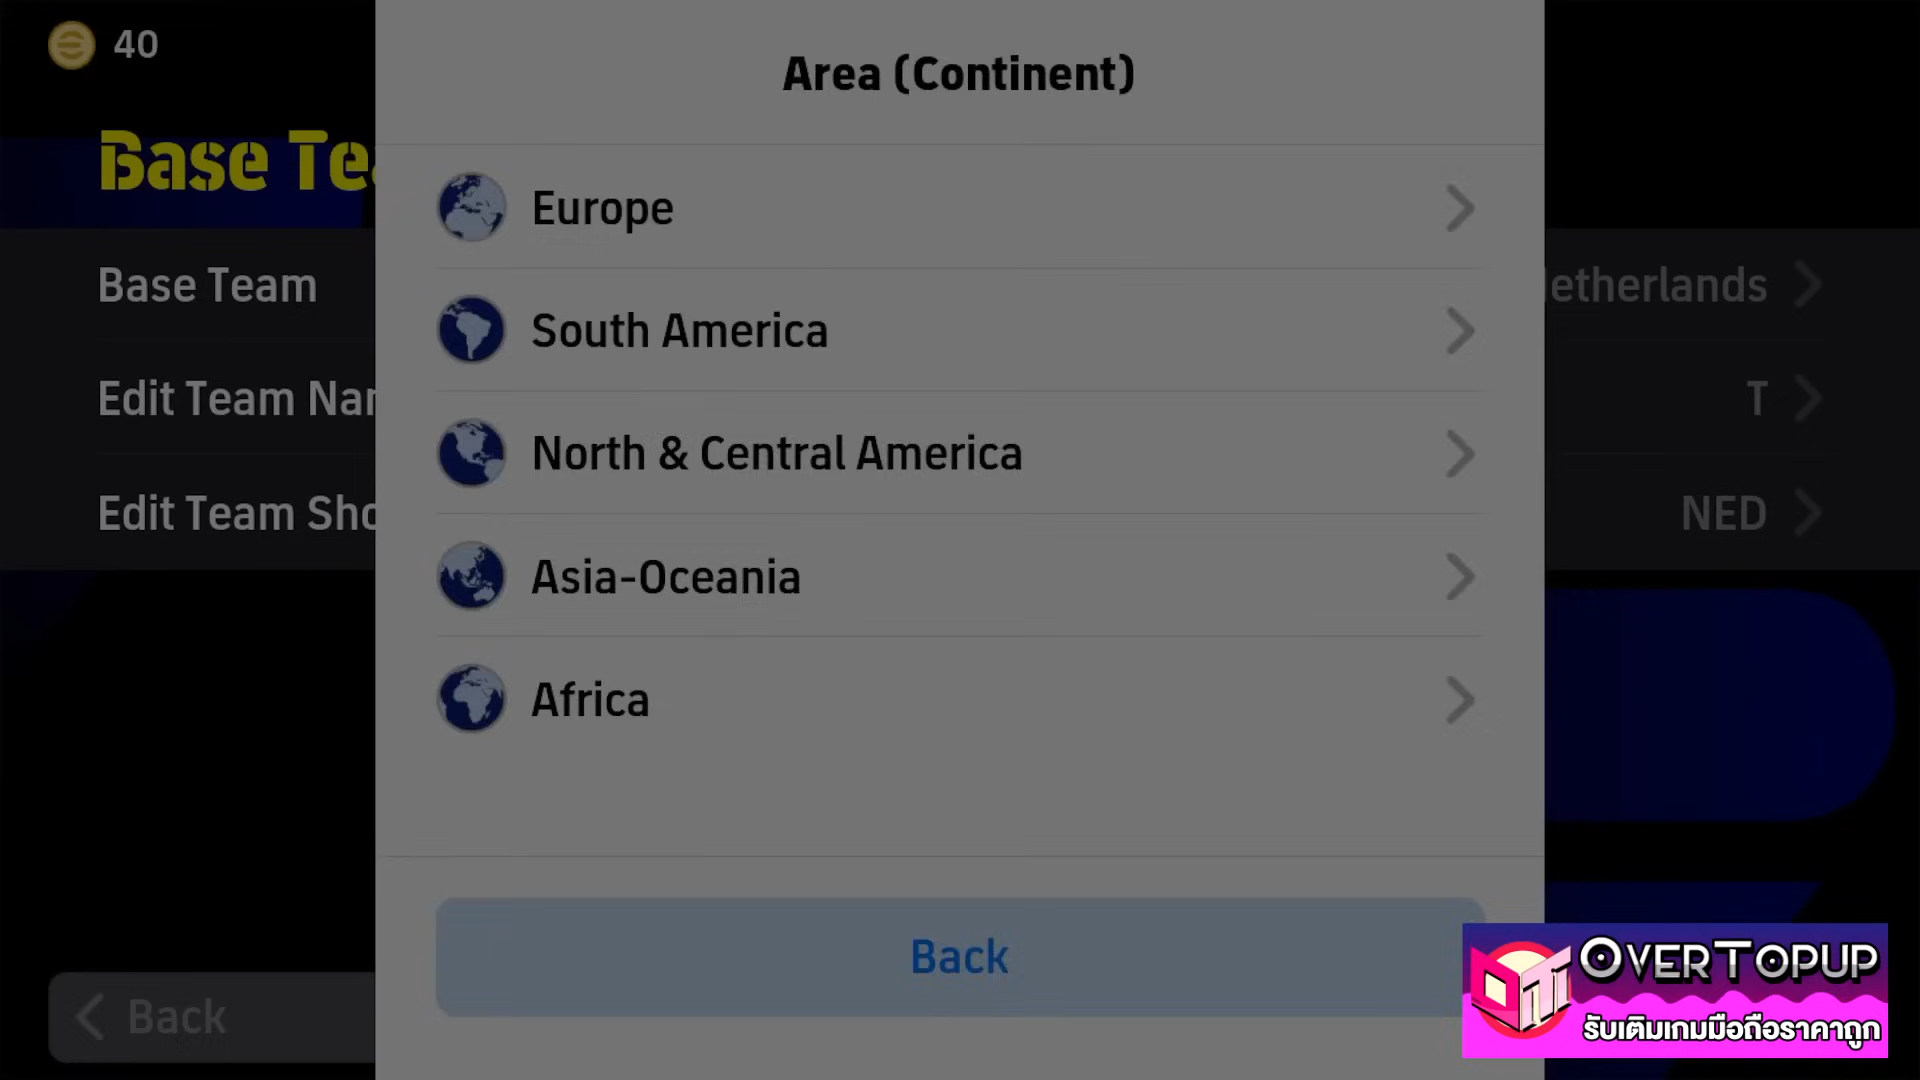 40
Area (Continent)
Base Te
Europe
Base Team
etherlands
South America
Edit Team Nar
T
North & Central America
Edit Team Sho
NED
Asia-Oceania
Africa
Back
Back
OVERTOPUP
รับเติมเกมมือถือราคาถูก